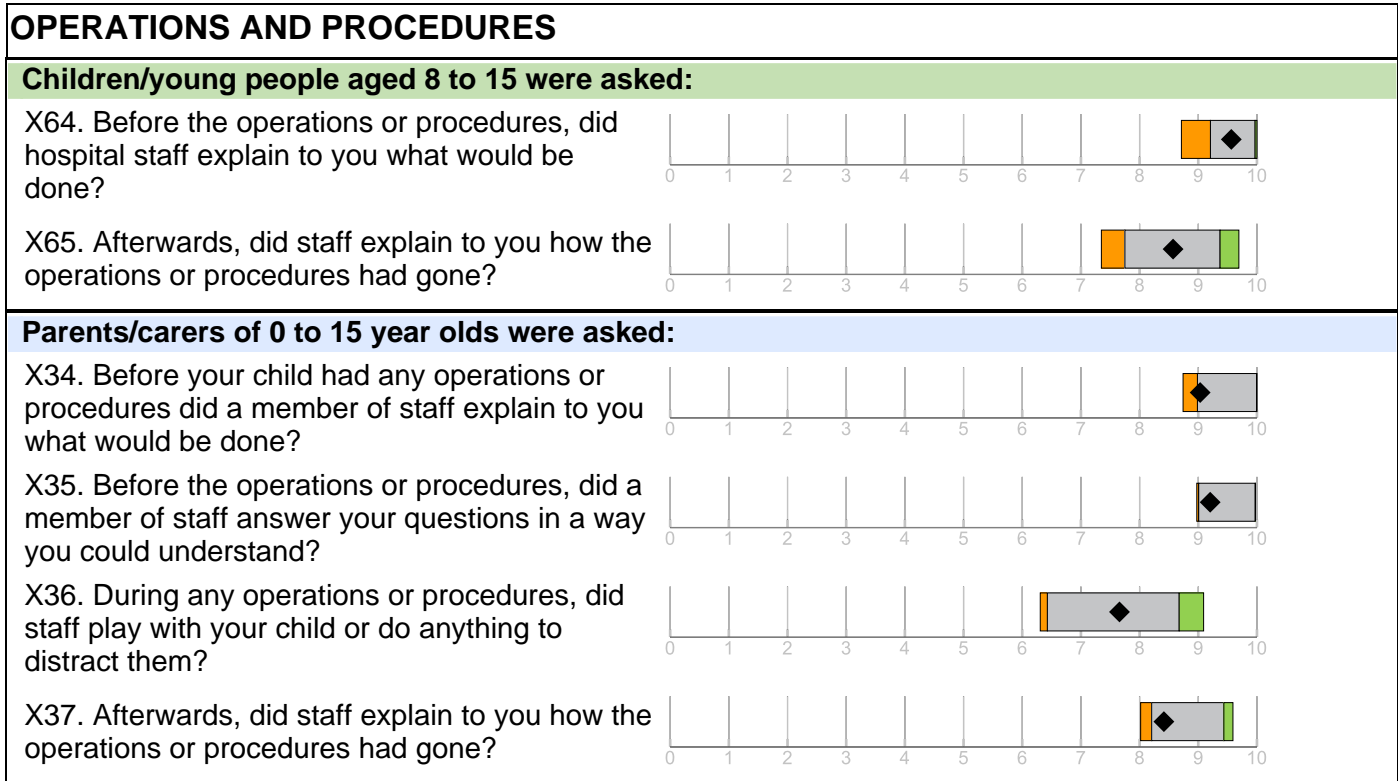 OPERATIONS AND PROCEDURES
Children/young people aged 8 to 15 were asked:
X64. Before the operations or procedures, did
hospital staff explain to you what would be
done?
0 1 2 3 4 5 6 7 8 9 10
X65. Afterwards, did staff explain to you how the
operations or procedures had gone?
0 1 2 3 4 5 6 7 8 9 10
Parents/carers of 0 to 15 year olds were asked:
X34. Before your child had any operations or
procedures did a member of staff explain to you
what would be done?
0 1 2 3 4 5 6 7 8 9 10
X35. Before the operations or procedures, did a
member of staff answer your questions in a way
you could understand?
0 1 2 3 4 5 6 7 8 9 10
X36. During any operations or procedures, did
staff play with your child or do anything to
distract them?
0 1 2 3 4 5 6 7 8 9 10
X37. Afterwards, did staff explain to you how the
operations or procedures had gone?
0 1 2 3 4 5 6 7 8 9 10